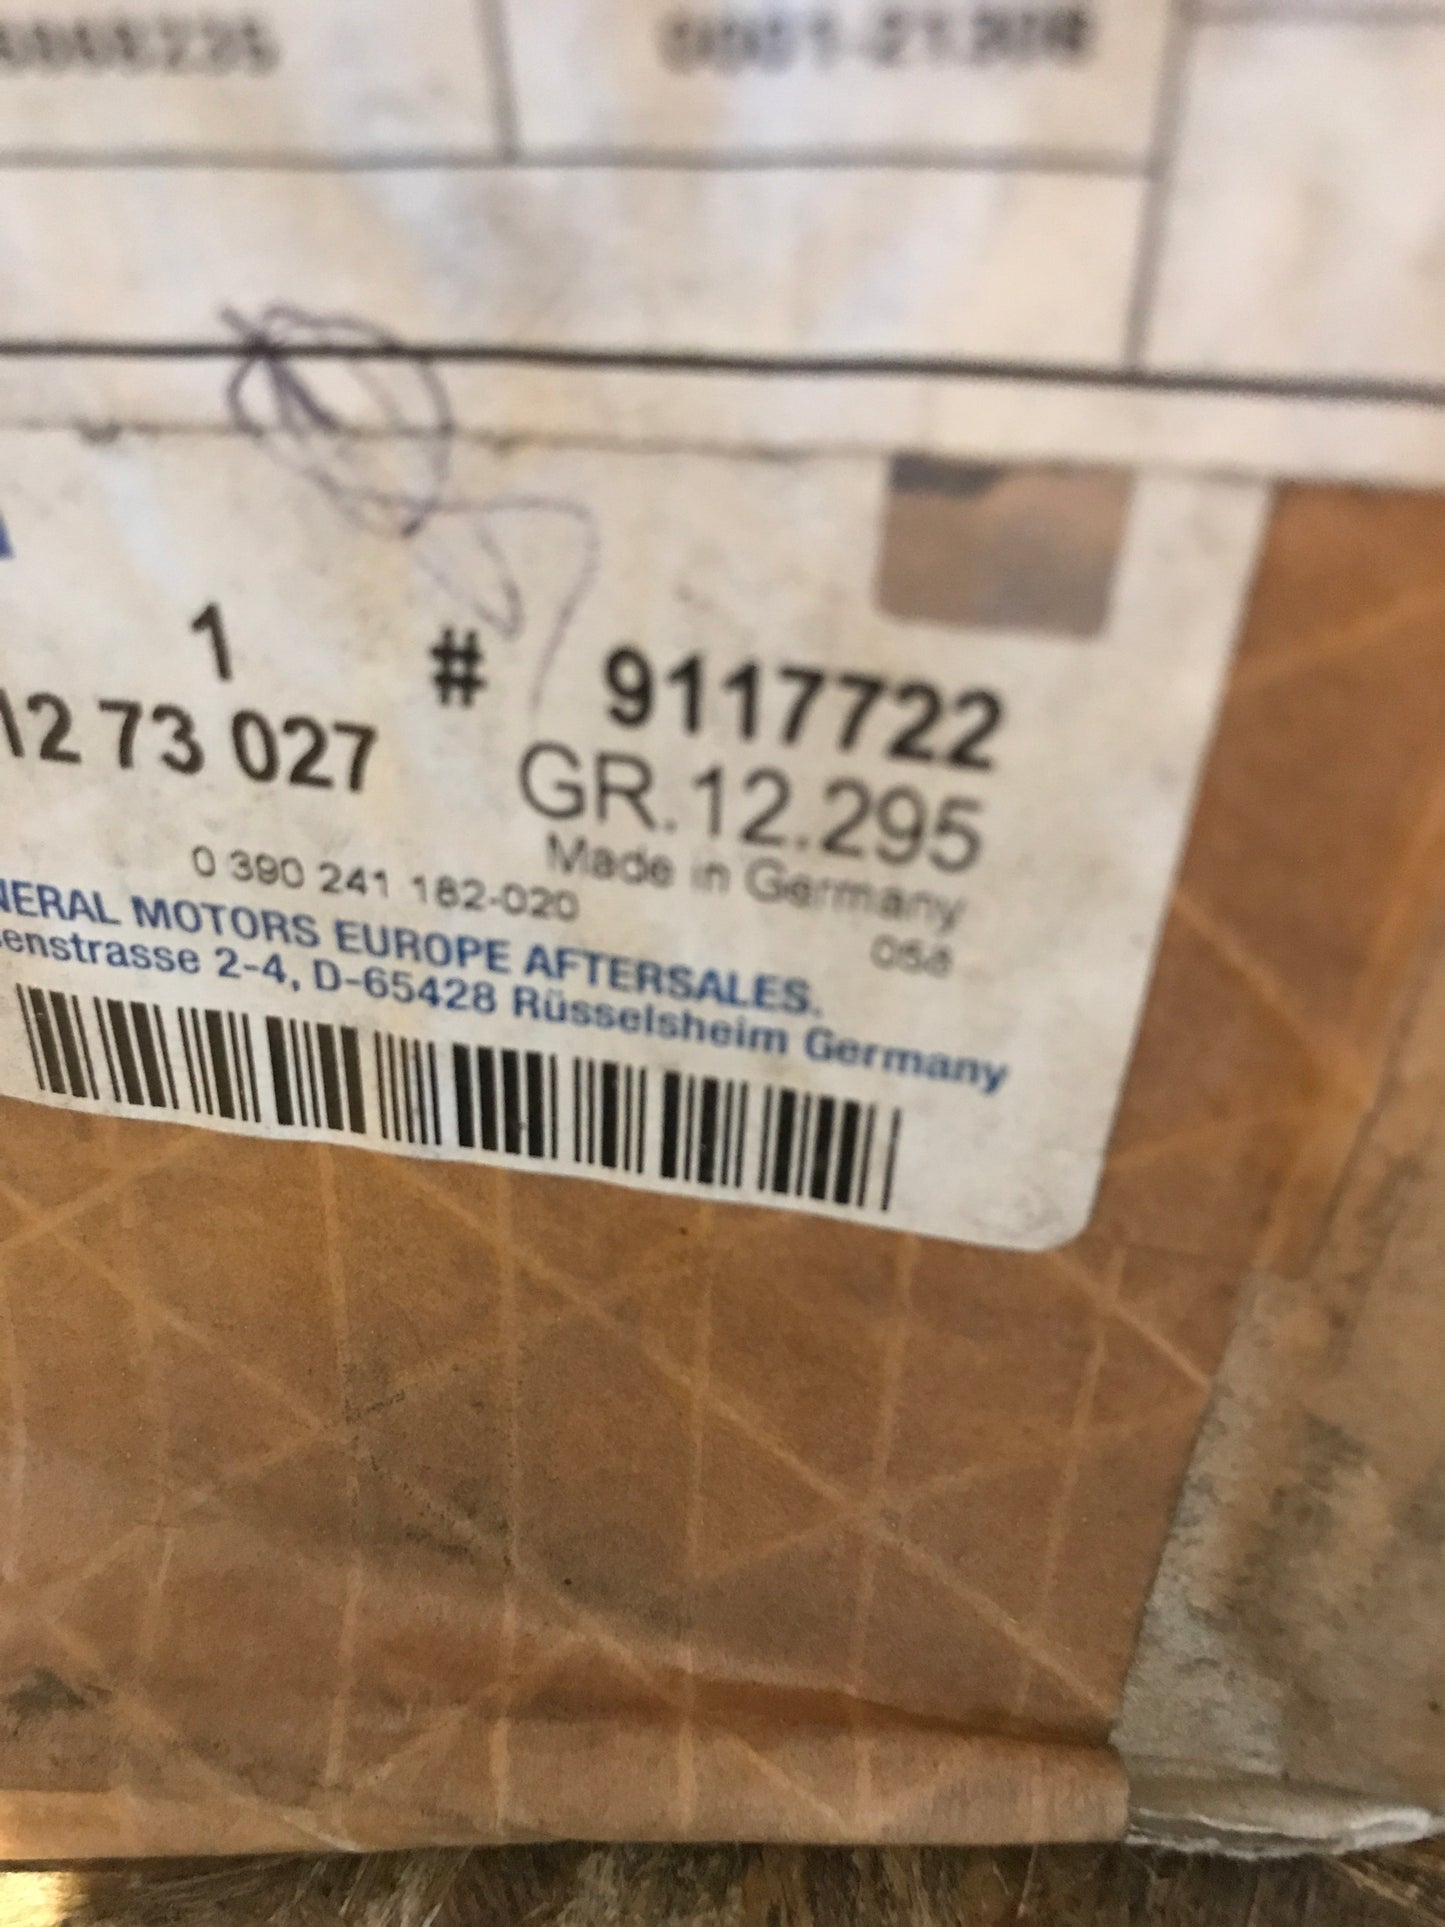 1 # 9117722
12 73 027 GR.12.295
Made in Germany
0 390 241 182-020
058
NERAL MOTORS EUROPE AFTERSALES.
enstrasse 2-4, D-65428 Rüsselsheim Germany